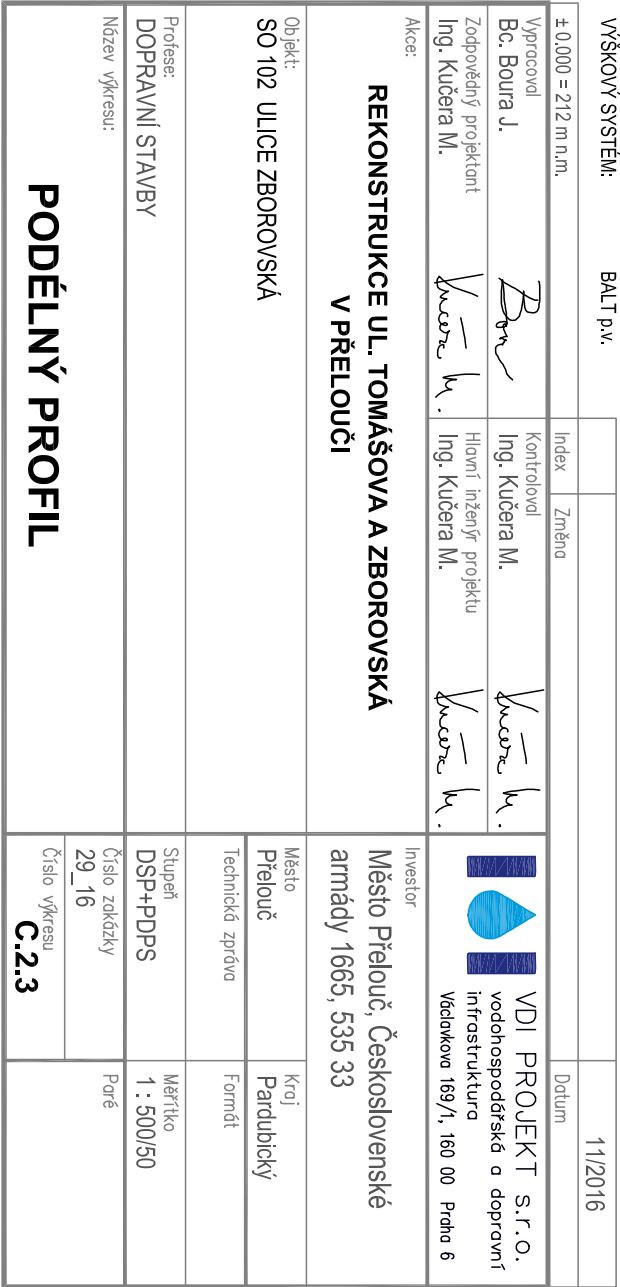 VÝŠKOVÝ SYSTÉM: BALT p.v.
± 0,000 = 212 m n.m.
11/2016
Index Změna Datum
Vypracoval
Bc. Boura J.
Kontroloval
Ing. Kučera M.
Zodpovědný projektant
Ing. Kučera M.
Kučera M.
Hlavní inženýr projektu
Ing. Kučera M.
Kučera M.
Kučera M.
VDI PROJEKT s.r.o.
vodohospodářská a dopravní
infrastruktura
Václavkova 169/1, 160 00 Praha 6
Akce:
REKONSTRUKCE UL. TOMÁŠOVA A ZBOROVSKÁ
V PŘELOUČI
Investor
Město Přelouč, Československé
armády 1665, 535 33
Objekt:
SO 102 ULICE ZBOROVSKÁ
Město
Přelouč
Kraj
Pardubický
Technická zpráva
Formát
Profese:
DOPRAVNÍ STAVBY
Stupeň
DSP+PDPS
Měřítko
1 : 500/50
Název výkresu:
PODÉLNÝ PROFIL
Číslo zakázky
29_16
Paré
Číslo výkresu
C.2.3